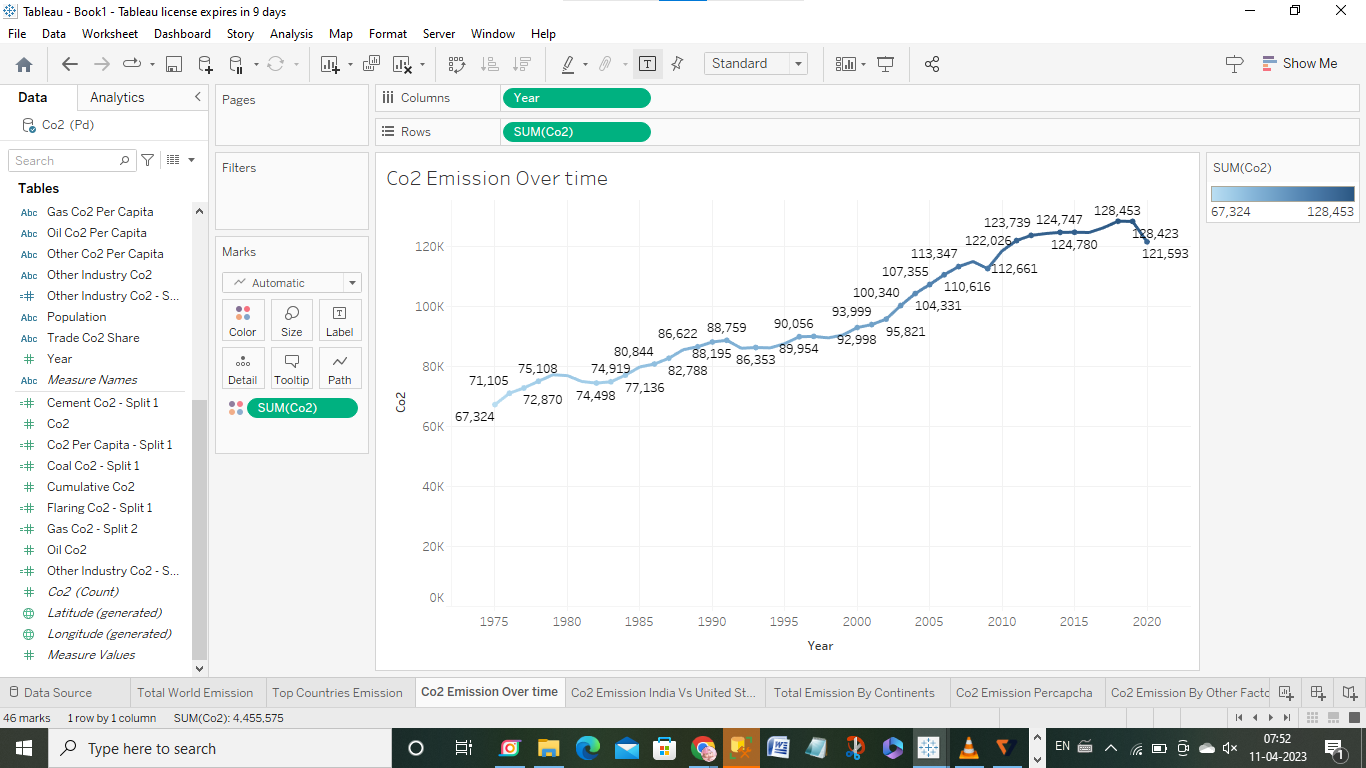 Tableau - Book1 - Tableau license expires in 9 days
File Data Worksheet Dashboard Story Analysis Map Format Server Window Help
Standard
Show Me
Data Analytics
Co2 (Pd)
Search
Tables
Abc Gas Co2 Per Capita
Abc Oil Co2 Per Capita
Abc Other Co2 Per Capita
Abc Other Industry Co2
=# Other Industry Co2 - S...
Abc Population
Abc Trade Co2 Share
# Year
Abc Measure Names
=# Cement Co2 - Split 1
# Co2
=# Co2 Per Capita - Split 1
=# Coal Co2 - Split 1
# Cumulative Co2
=# Flaring Co2 - Split 1
=# Gas Co2 - Split 2
# Oil Co2
=# Other Industry Co2 - S...
# Co2 (Count)
Latitude (generated)
Longitude (generated)
# Measure Values
Pages
Filters
Marks
Automatic
Color Size Label
Detail Tooltip Path
SUM(Co2)
Columns Year
Rows SUM(Co2)
Co2 Emission Over time
128,453
123,739 124,747
122,026 128,423
124,780
121,593
113,347
112,661
107,355
110,616
100,340
104,331
93,999
95,821
90,056
92,998
86,622 88,759
89,954
80,844
88,195 86,353
82,788
75,108 74,919
71,105 77,136
72,870 74,498
67,324
120K
100K
80K
60K
40K
20K
0K
Co2
1975 1980 1985 1990 1995 2000 2005 2010 2015 2020
Year
SUM(Co2)
67,324 128,453
Data Source Total World Emission Top Countries Emission Co2 Emission Over time Co2 Emission India Vs United St... Total Emission By Continents Co2 Emission Percapcha Co2 Emission By Other Facto
46 marks 1 row by 1 column SUM(Co2): 4,455,575
Type here to search
EN
07:52
11-04-2023
1